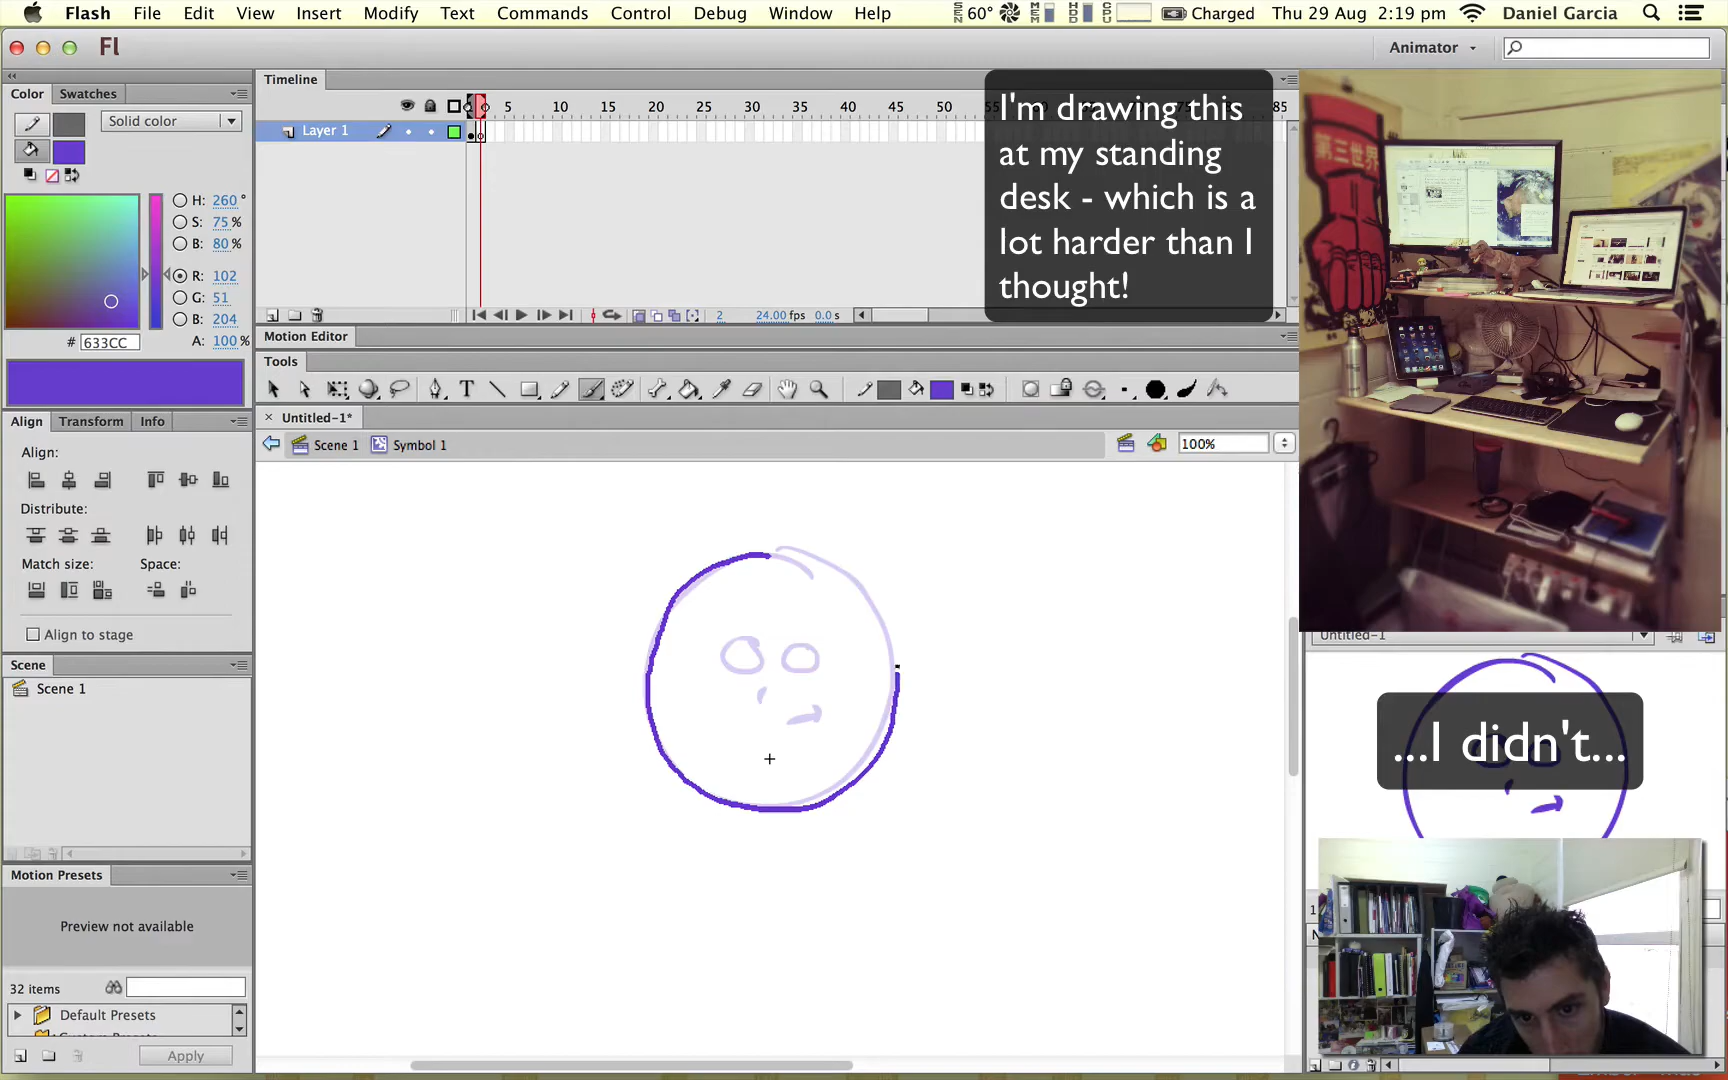 Flash File Edit View Insert Modify Text Commands Control Debug Window Help 60° Charged Thu 29 Aug 2:19 pm Daniel Garcia
Fl Animator
Color Swatches
Solid color
H: 260 °
S: 75 %
B: 80 %
R: 102
G: 51
B: 204
# 633CC A: 100 %
Align Transform Info
Align:
Distribute:
Match size: Space:
Align to stage
Scene
Scene 1
Motion Presets
Preview not available
32 items
Default Presets
Apply
Timeline
5 10 15 20 25 30 35 40 45 50 85
Layer 1
2 24.00 fps 0.0 s
Motion Editor
Tools
Untitled-1*
Scene 1 Symbol 1 100%
I'm drawing this
at my standing
desk - which is a
lot harder than I
thought!
第三世界
Untitled-1
...I didn't...